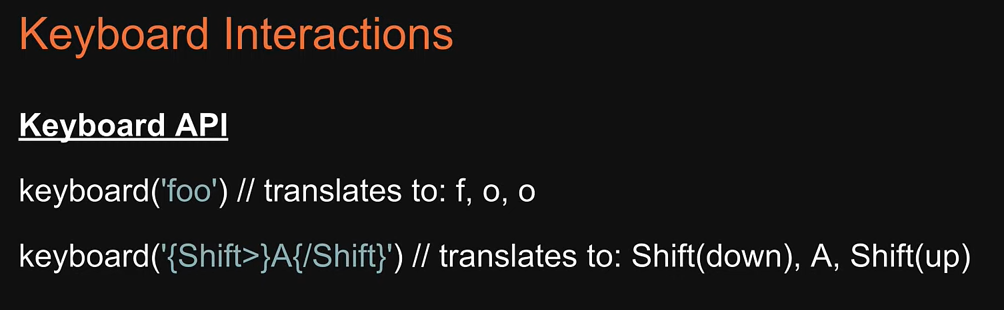 Keyboard Interactions
Keyboard API
keyboard('foo') // translates to: f, o, o
keyboard('{Shift>}A{/Shift}') // translates to: Shift(down), A, Shift(up)